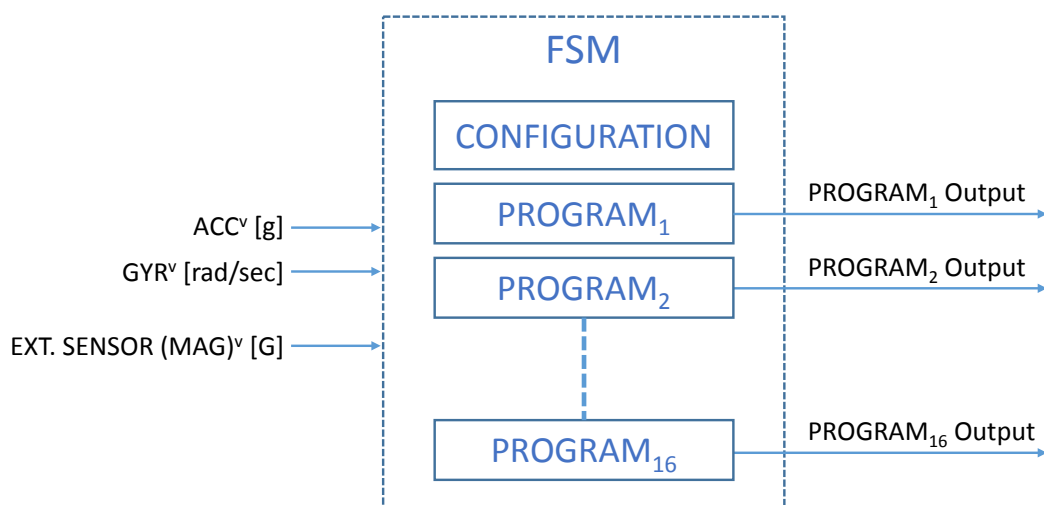 FSM
CONFIGURATION
PROGRAM₁
PROGRAM₁ Output
ACCᵛ [g]
GYRᵛ [rad/sec]
PROGRAM₂
PROGRAM₂ Output
EXT. SENSOR (MAG)ᵛ [G]
PROGRAM₁₆
PROGRAM₁₆ Output